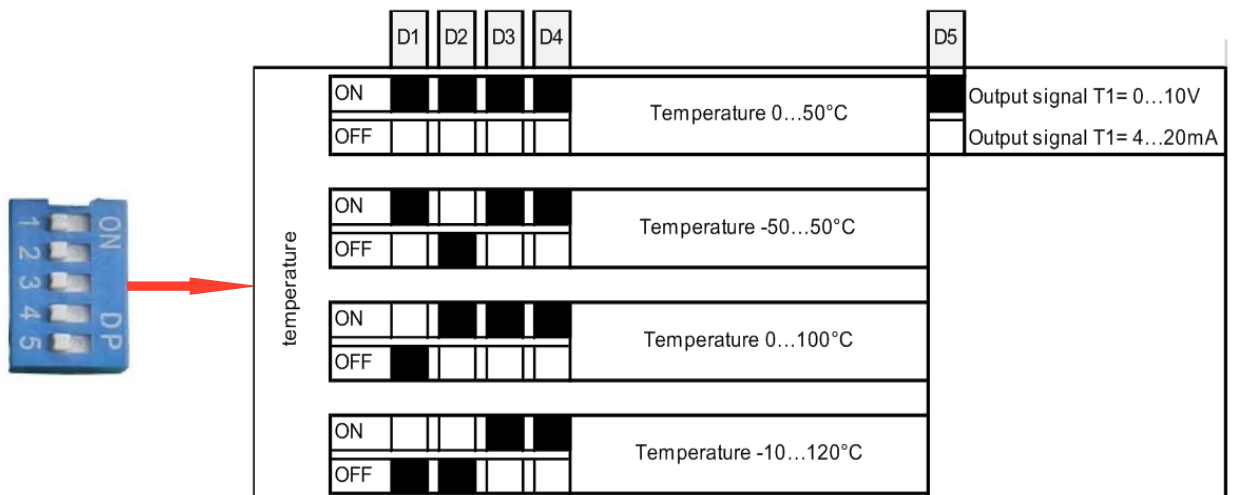 D1 D2 D3 D4 D5
ON
OFF
Temperature 0...50°C
Output signal T1= 0...10V
Output signal T1= 4...20mA
ON
OFF
Temperature -50...50°C
ON
OFF
Temperature 0...100°C
ON
OFF
Temperature -10...120°C
temperature
1 2 3 4 5
ON DP